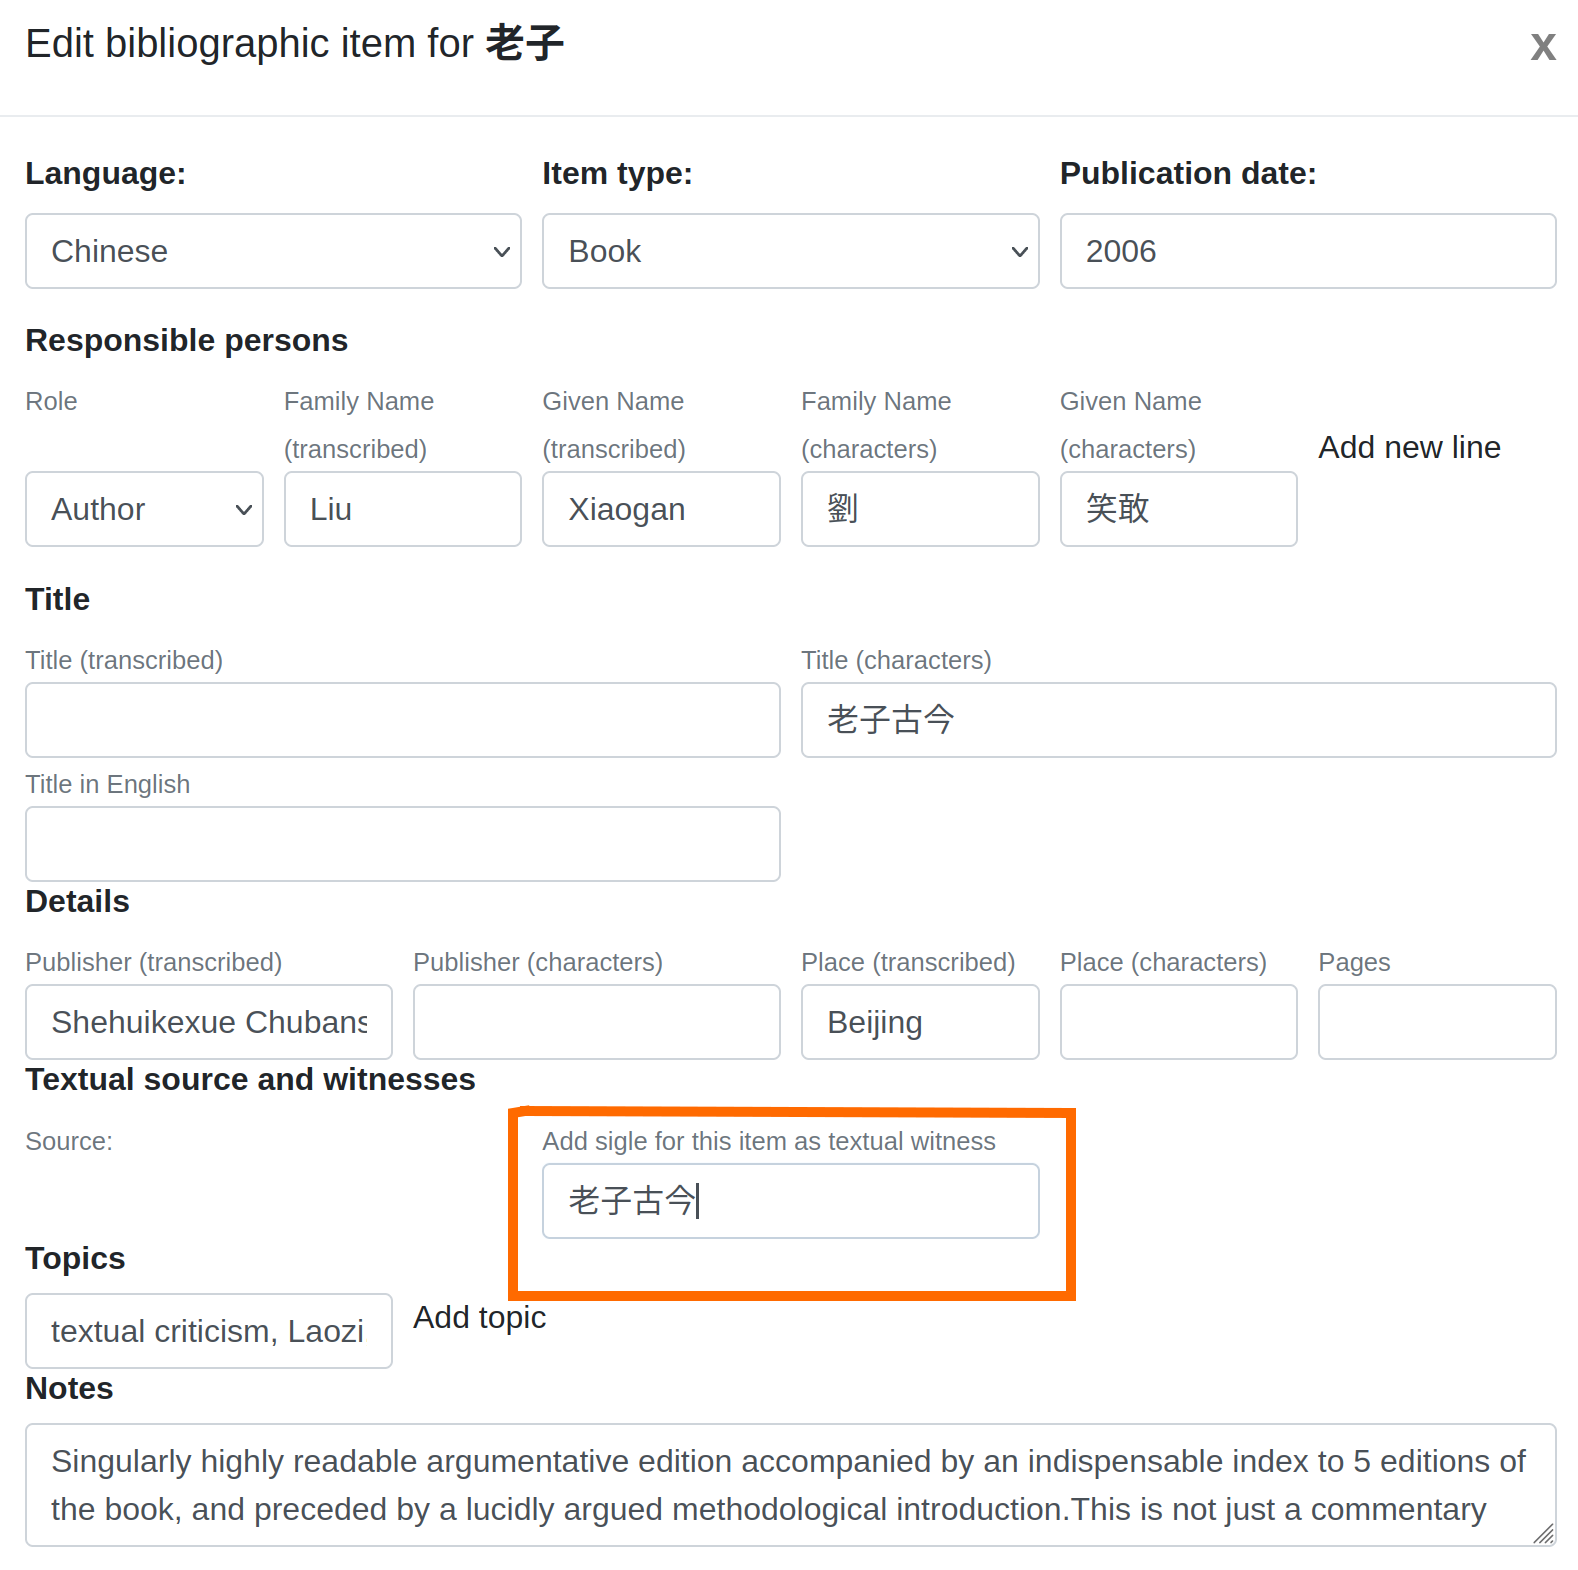 Edit bibliographic item for 老子
x
Language:
Item type:
Publication date:
Chinese
Book
2006
Responsible persons
Role
Family Name (transcribed)
Given Name (transcribed)
Family Name (characters)
Given Name (characters)
Add new line
Author
Liu
Xiaogan
劉
笑敢
Title
Title (transcribed)
Title (characters)
老子古今
Title in English
Details
Publisher (transcribed)
Publisher (characters)
Place (transcribed)
Place (characters)
Pages
Shehuikexue Chubans
Beijing
Textual source and witnesses
Source:
Add sigle for this item as textual witness
老子古今
Topics
textual criticism, Laozi
Add topic
Notes
Singularly highly readable argumentative edition accompanied by an indispensable index to 5 editions of
the book, and preceded by a lucidly argued methodological introduction.This is not just a commentary